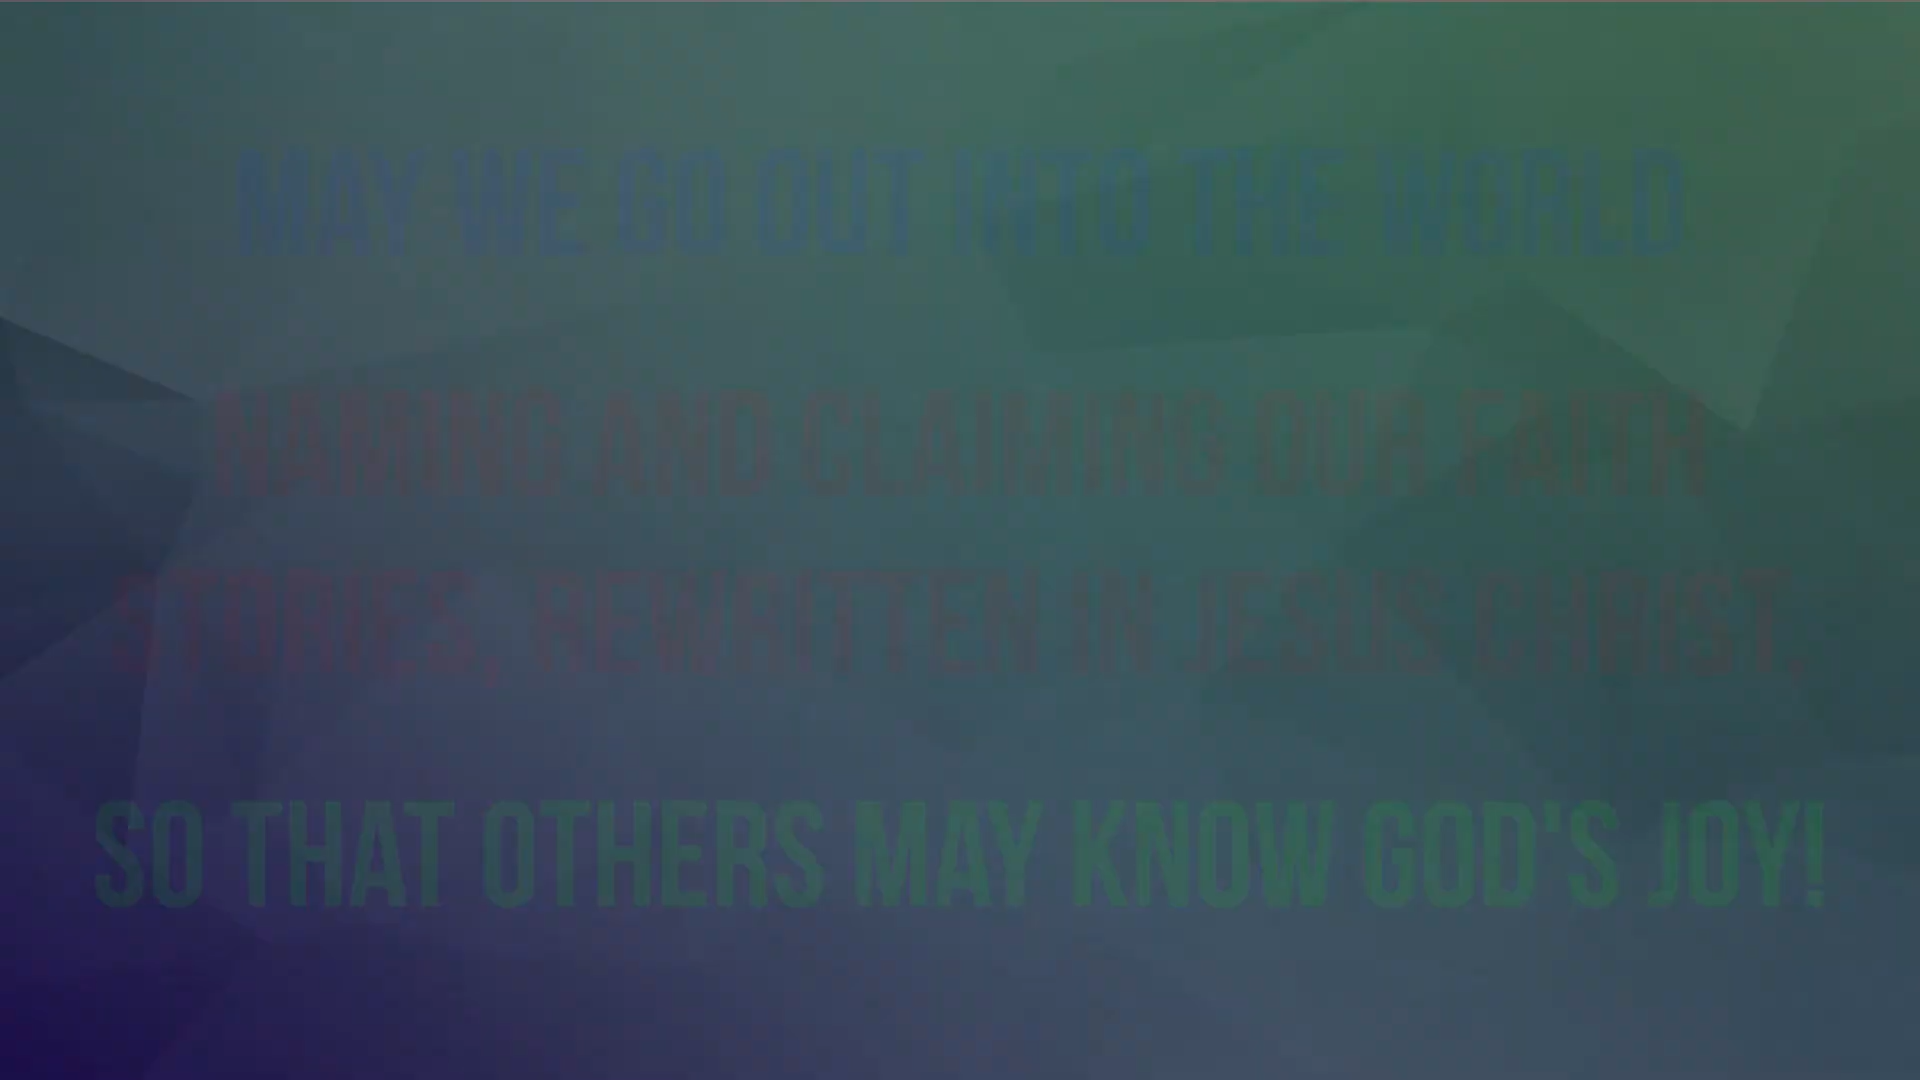 MAY WE GO OUT INTO THE WORLD
NAMING AND CLAIMING OUR FAITH
STORIES, REWRITTEN IN JESUS CHRIST,
SO THAT OTHERS MAY KNOW GOD'S JOY!